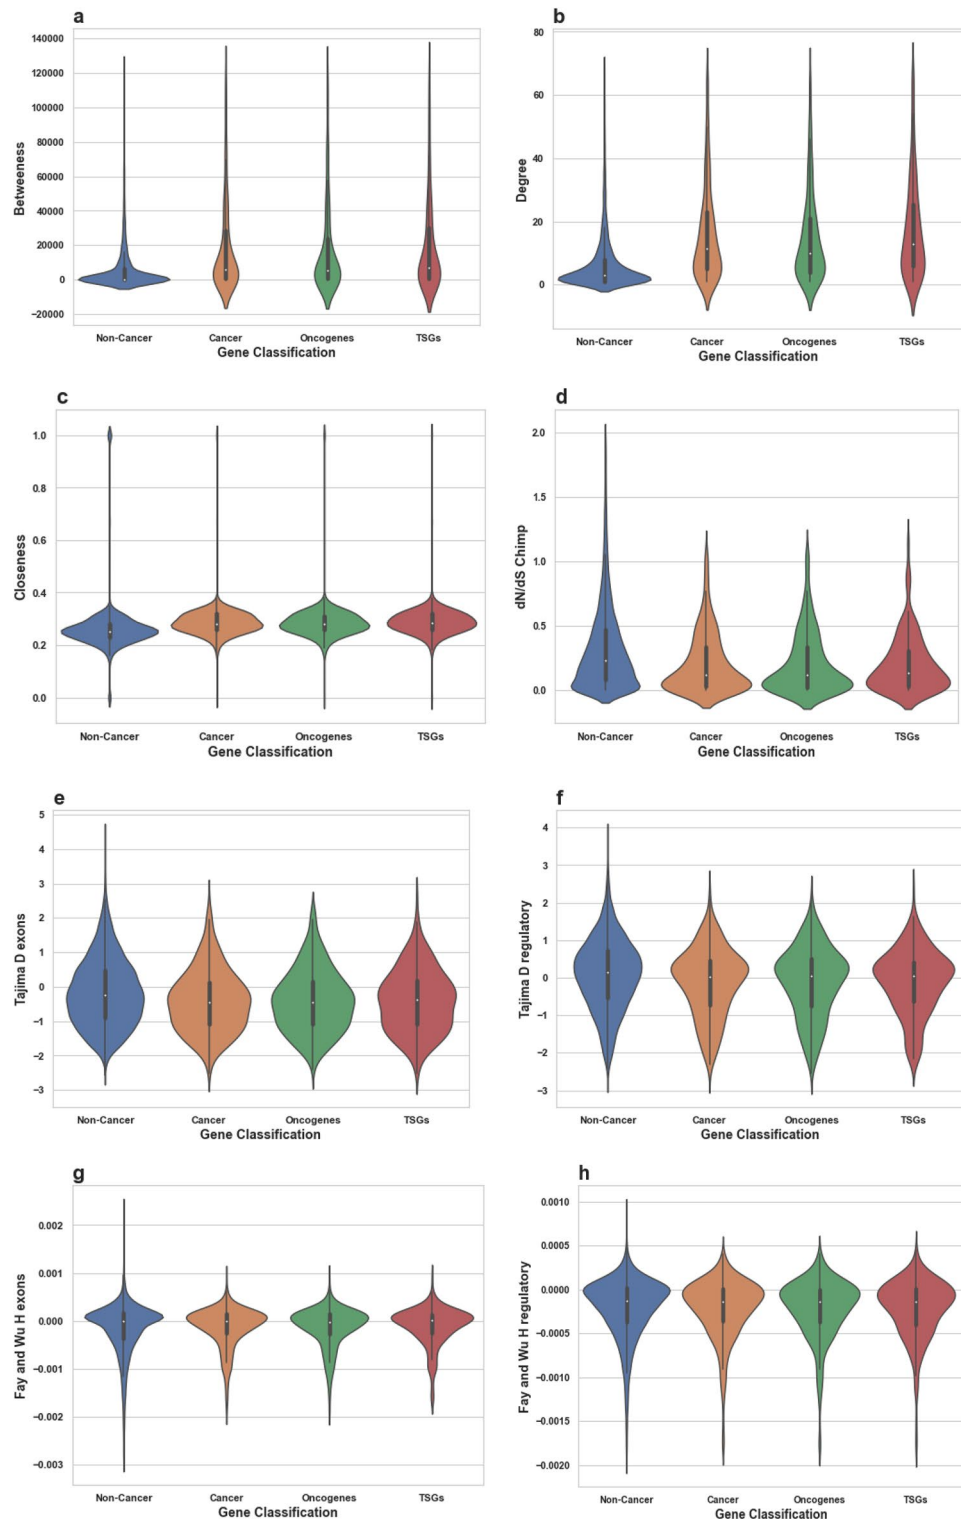 a
140000
120000
100000
80000
60000
40000
20000
0
−20000
Betweeness
Non-Cancer Cancer Oncogenes TSGs
Gene Classification
b
80
60
40
20
0
Degree
Non-Cancer Cancer Oncogenes TSGs
Gene Classification
c
1.0
0.8
0.6
0.4
0.2
0.0
Closeness
Non-Cancer Cancer Oncogenes TSGs
Gene Classification
d
2.0
1.5
1.0
0.5
0.0
dN/dS Chimp
Non-Cancer Cancer Oncogenes TSGs
Gene Classification
e
5
4
3
2
1
0
−1
−2
−3
Tajima D exons
Non-Cancer Cancer Oncogenes TSGs
Gene Classification
f
4
3
2
1
0
−1
−2
−3
Tajima D regulatory
Non-Cancer Cancer Oncogenes TSGs
Gene Classification
g
0.002
0.001
0.000
−0.001
−0.002
−0.003
Fay and Wu H exons
Non-Cancer Cancer Oncogenes TSGs
Gene Classification
h
0.0010
0.0005
0.0000
−0.0005
−0.0010
−0.0015
−0.0020
Fay and Wu H regulatory
Non-Cancer Cancer Oncogenes TSGs
Gene Classification